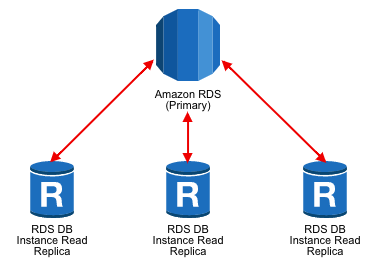 Amazon RDS
(Primary)
R
R
R
RDS DB
Instance Read
Replica
RDS DB
Instance Read
Replica
RDS DB
Instance Read
Replica